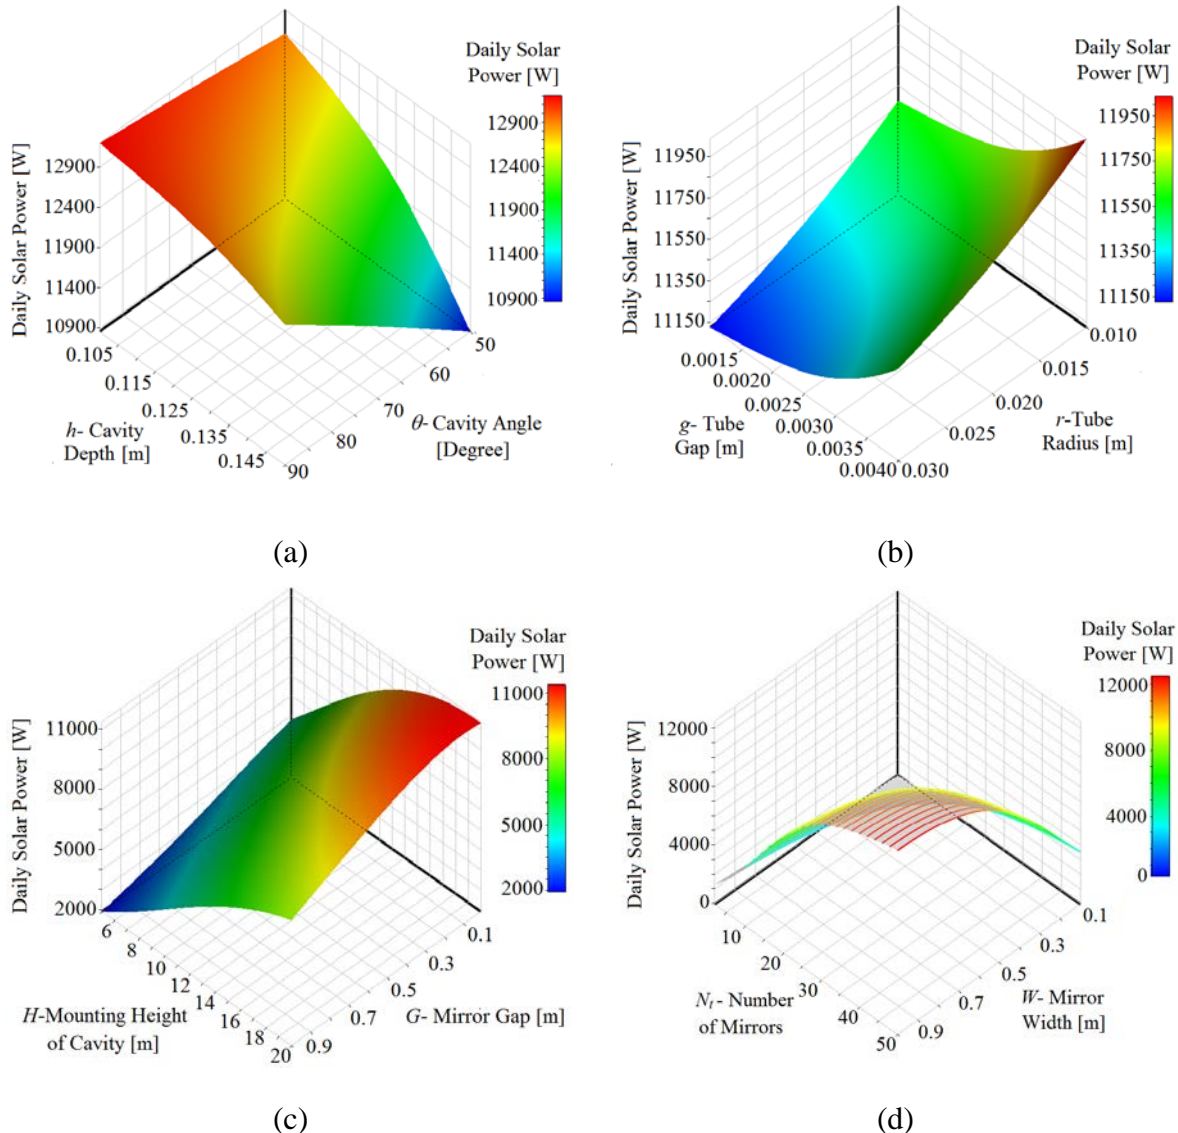 Daily Solar
Power [W]
12900
12400
11900
11400
10900
Daily Solar Power [W]
12900
12400
11900
11400
10900
0.105
0.115
0.125
0.135
0.145
h- Cavity
Depth [m]
50
60
70
80
90
θ- Cavity Angle
[Degree]
(a)
Daily Solar
Power [W]
11950
11750
11550
11350
11150
Daily Solar Power [W]
11950
11750
11550
11350
11150
0.0015
0.0020
0.0025
0.0030
0.0035
0.0040
g- Tube
Gap [m]
0.010
0.015
0.020
0.025
0.030
r-Tube
Radius [m]
(b)
Daily Solar
Power [W]
11000
8000
5000
2000
Daily Solar Power [W]
11000
8000
5000
2000
6
8
10
12
14
16
18
20
H-Mounting Height
of Cavity [m]
0.1
0.3
0.5
0.7
0.9
G- Mirror Gap [m]
(c)
Daily Solar
Power [W]
12000
8000
4000
0
Daily Solar Power [W]
12000
8000
4000
0
10
20
30
40
50
Nt - Number
of Mirrors
0.1
0.3
0.5
0.7
0.9
W- Mirror
Width [m]
(d)